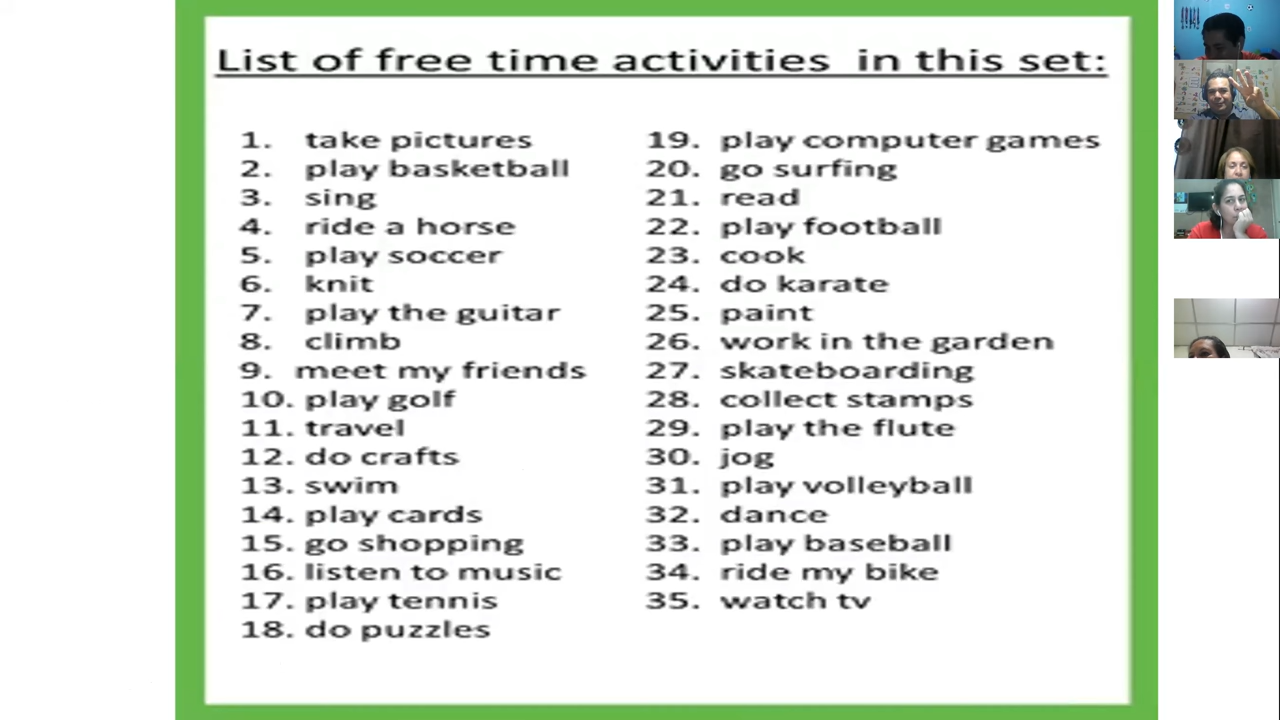 List of free time activities in this set:
1. take pictures
2. play basketball
3. sing
4. ride a horse
5. play soccer
6. knit
7. play the guitar
8. climb
9. meet my friends
10. play golf
11. travel
12. do crafts
13. swim
14. play cards
15. go shopping
16. listen to music
17. play tennis
18. do puzzles
19. play computer games
20. go surfing
21. read
22. play football
23. cook
24. do karate
25. paint
26. work in the garden
27. skateboarding
28. collect stamps
29. play the flute
30. jog
31. play volleyball
32. dance
33. play baseball
34. ride my bike
35. watch tv